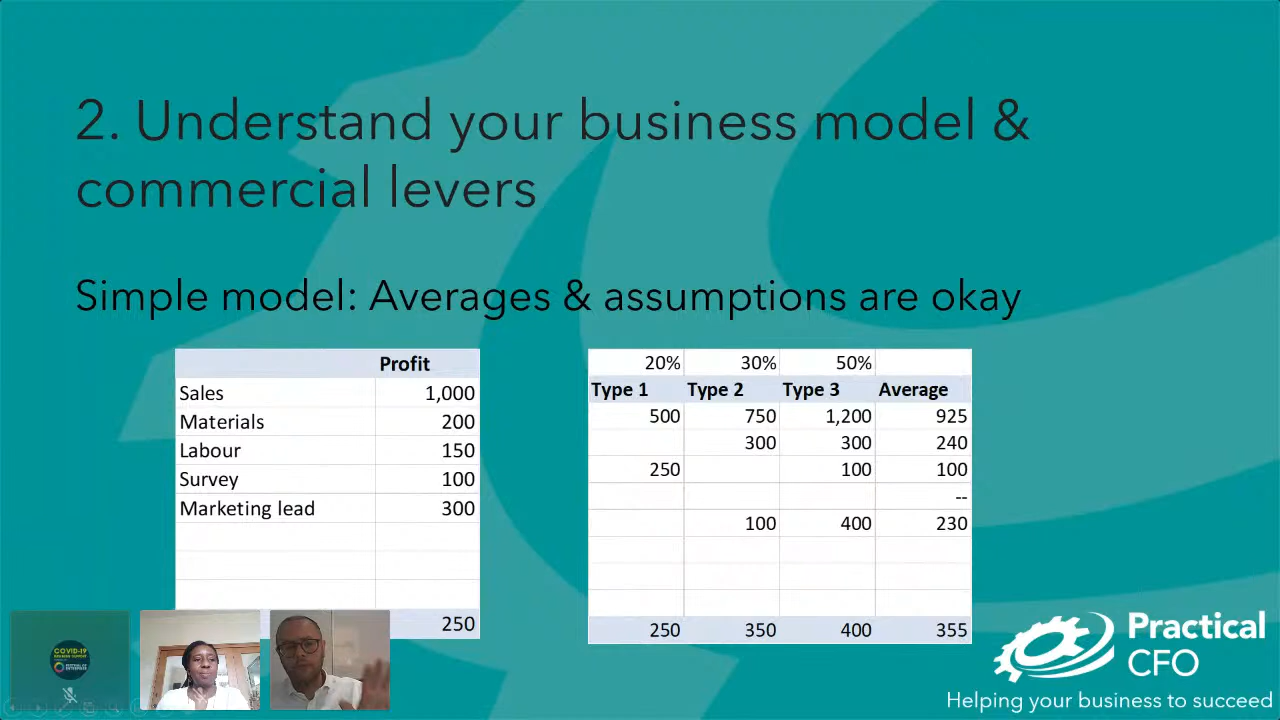 2. Understand your business model &
commercial levers
Simple model: Averages & assumptions are okay
Profit
Sales 1,000
Materials 200
Labour 150
Survey 100
Marketing lead 300
250
20% 30% 50%
Type 1 Type 2 Type 3 Average
500 750 1,200 925
300 300 240
250 100 100
--
100 400 230
250 350 400 355
COVID-19
Practical
CFO
Helping your business to succeed